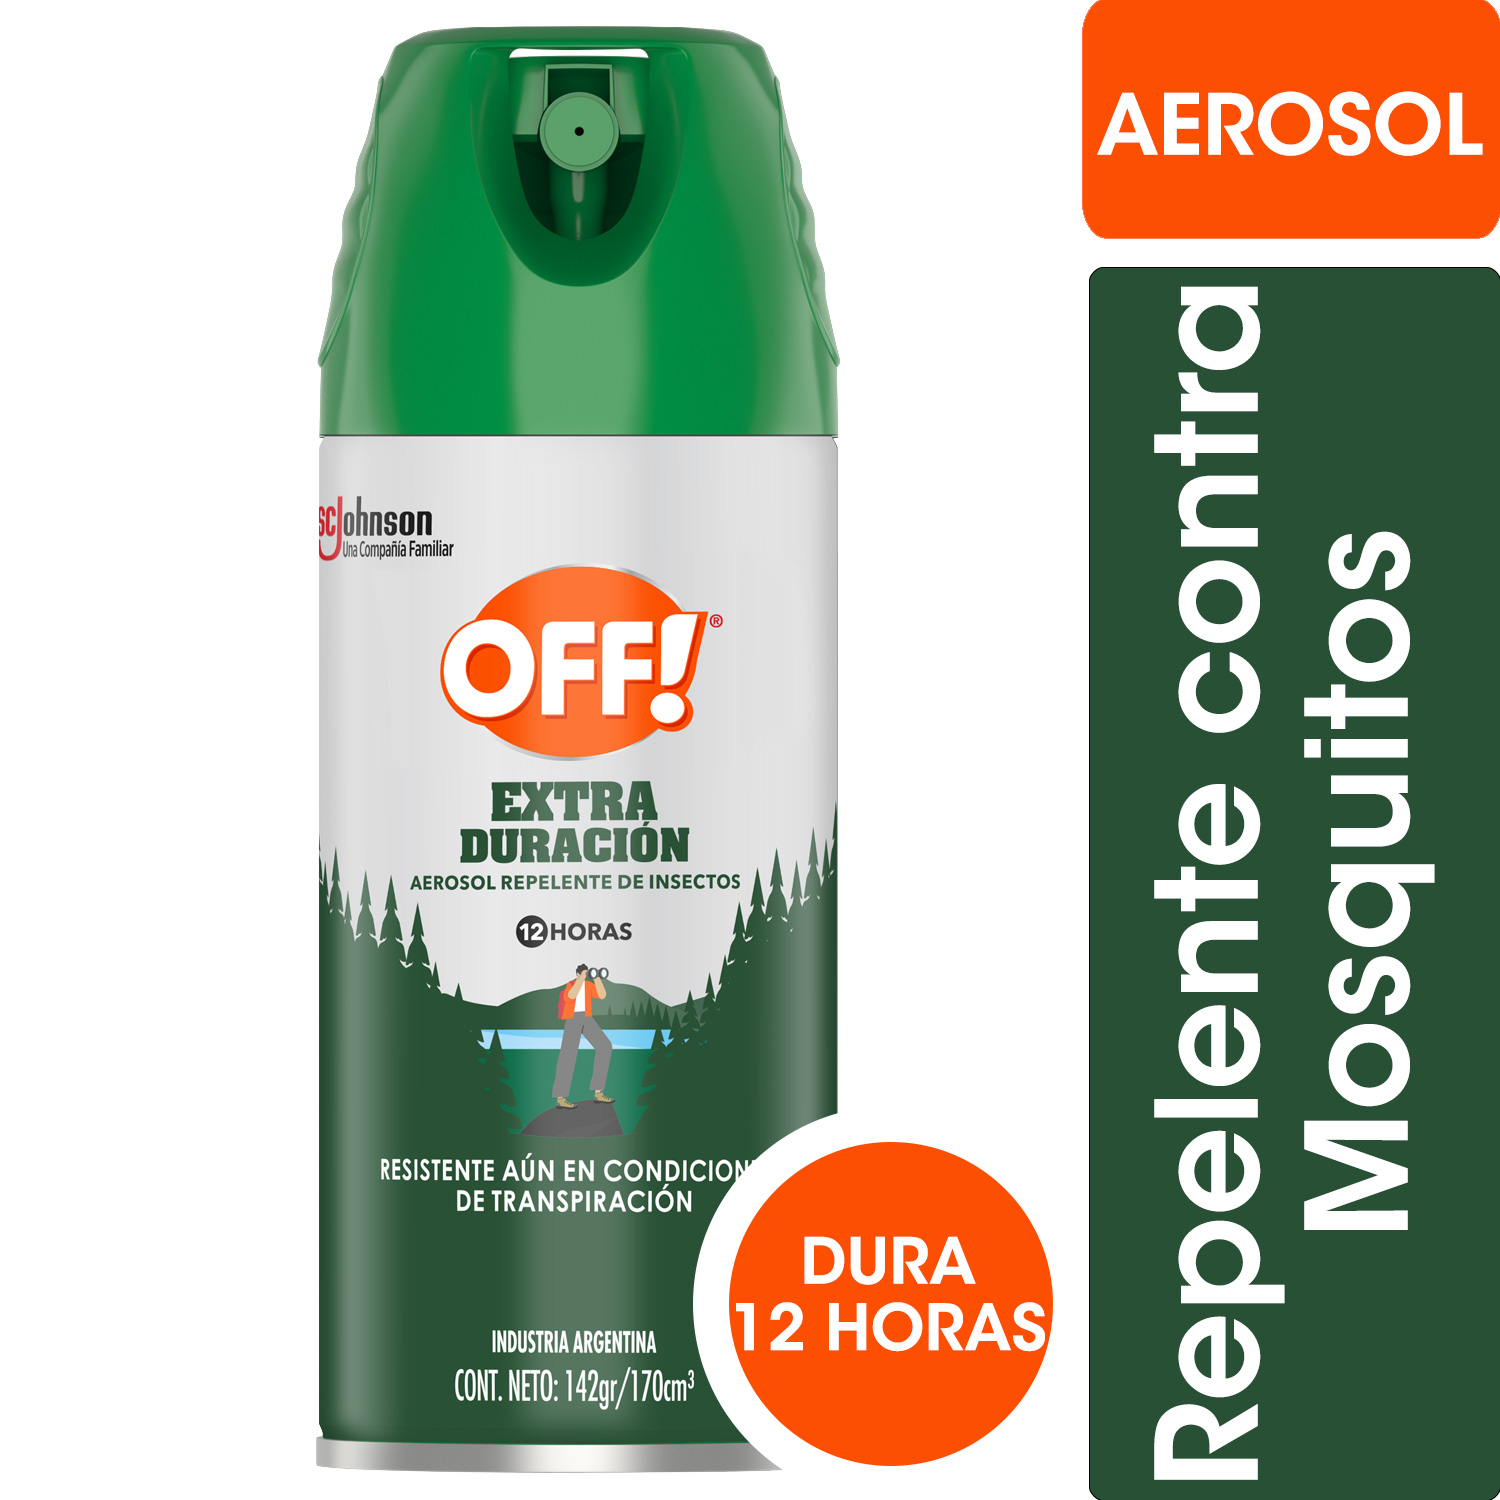 AEROSOL
Repelente contra
Mosquitos
scJohnson
Una Compañía Familiar
OFF!®
EXTRA
DURACIÓN
AEROSOL REPELENTE DE INSECTOS
12 HORAS
RESISTENTE AÚN EN CONDICION
DE TRANSPIRACIÓN
DURA
12 HORAS
INDUSTRIA ARGENTINA
CONT. NETO: 142gr/170cm³